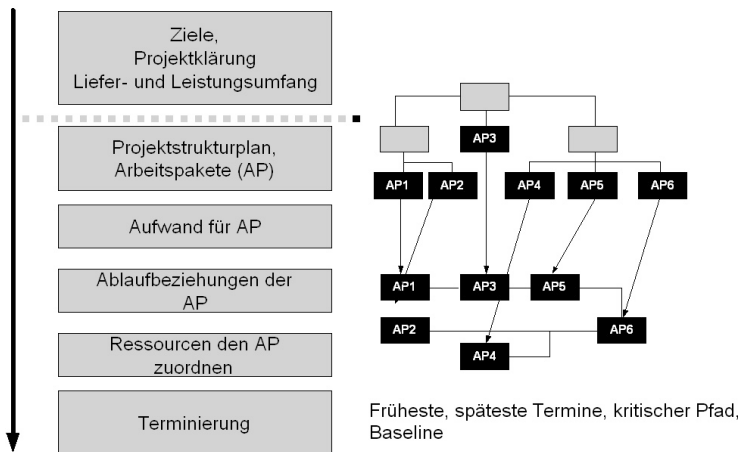 Ziele,
Projektklärung
Liefer- und Leistungsumfang
Projektstrukturplan,
Arbeitspakete (AP)
Aufwand für AP
Ablaufbeziehungen der
AP
Ressourcen den AP
zuordnen
Terminierung
AP3
AP1 AP2 AP4 AP5 AP6
AP1 AP3 AP5
AP2 AP6
AP4
Früheste, späteste Termine, kritischer Pfad,
Baseline